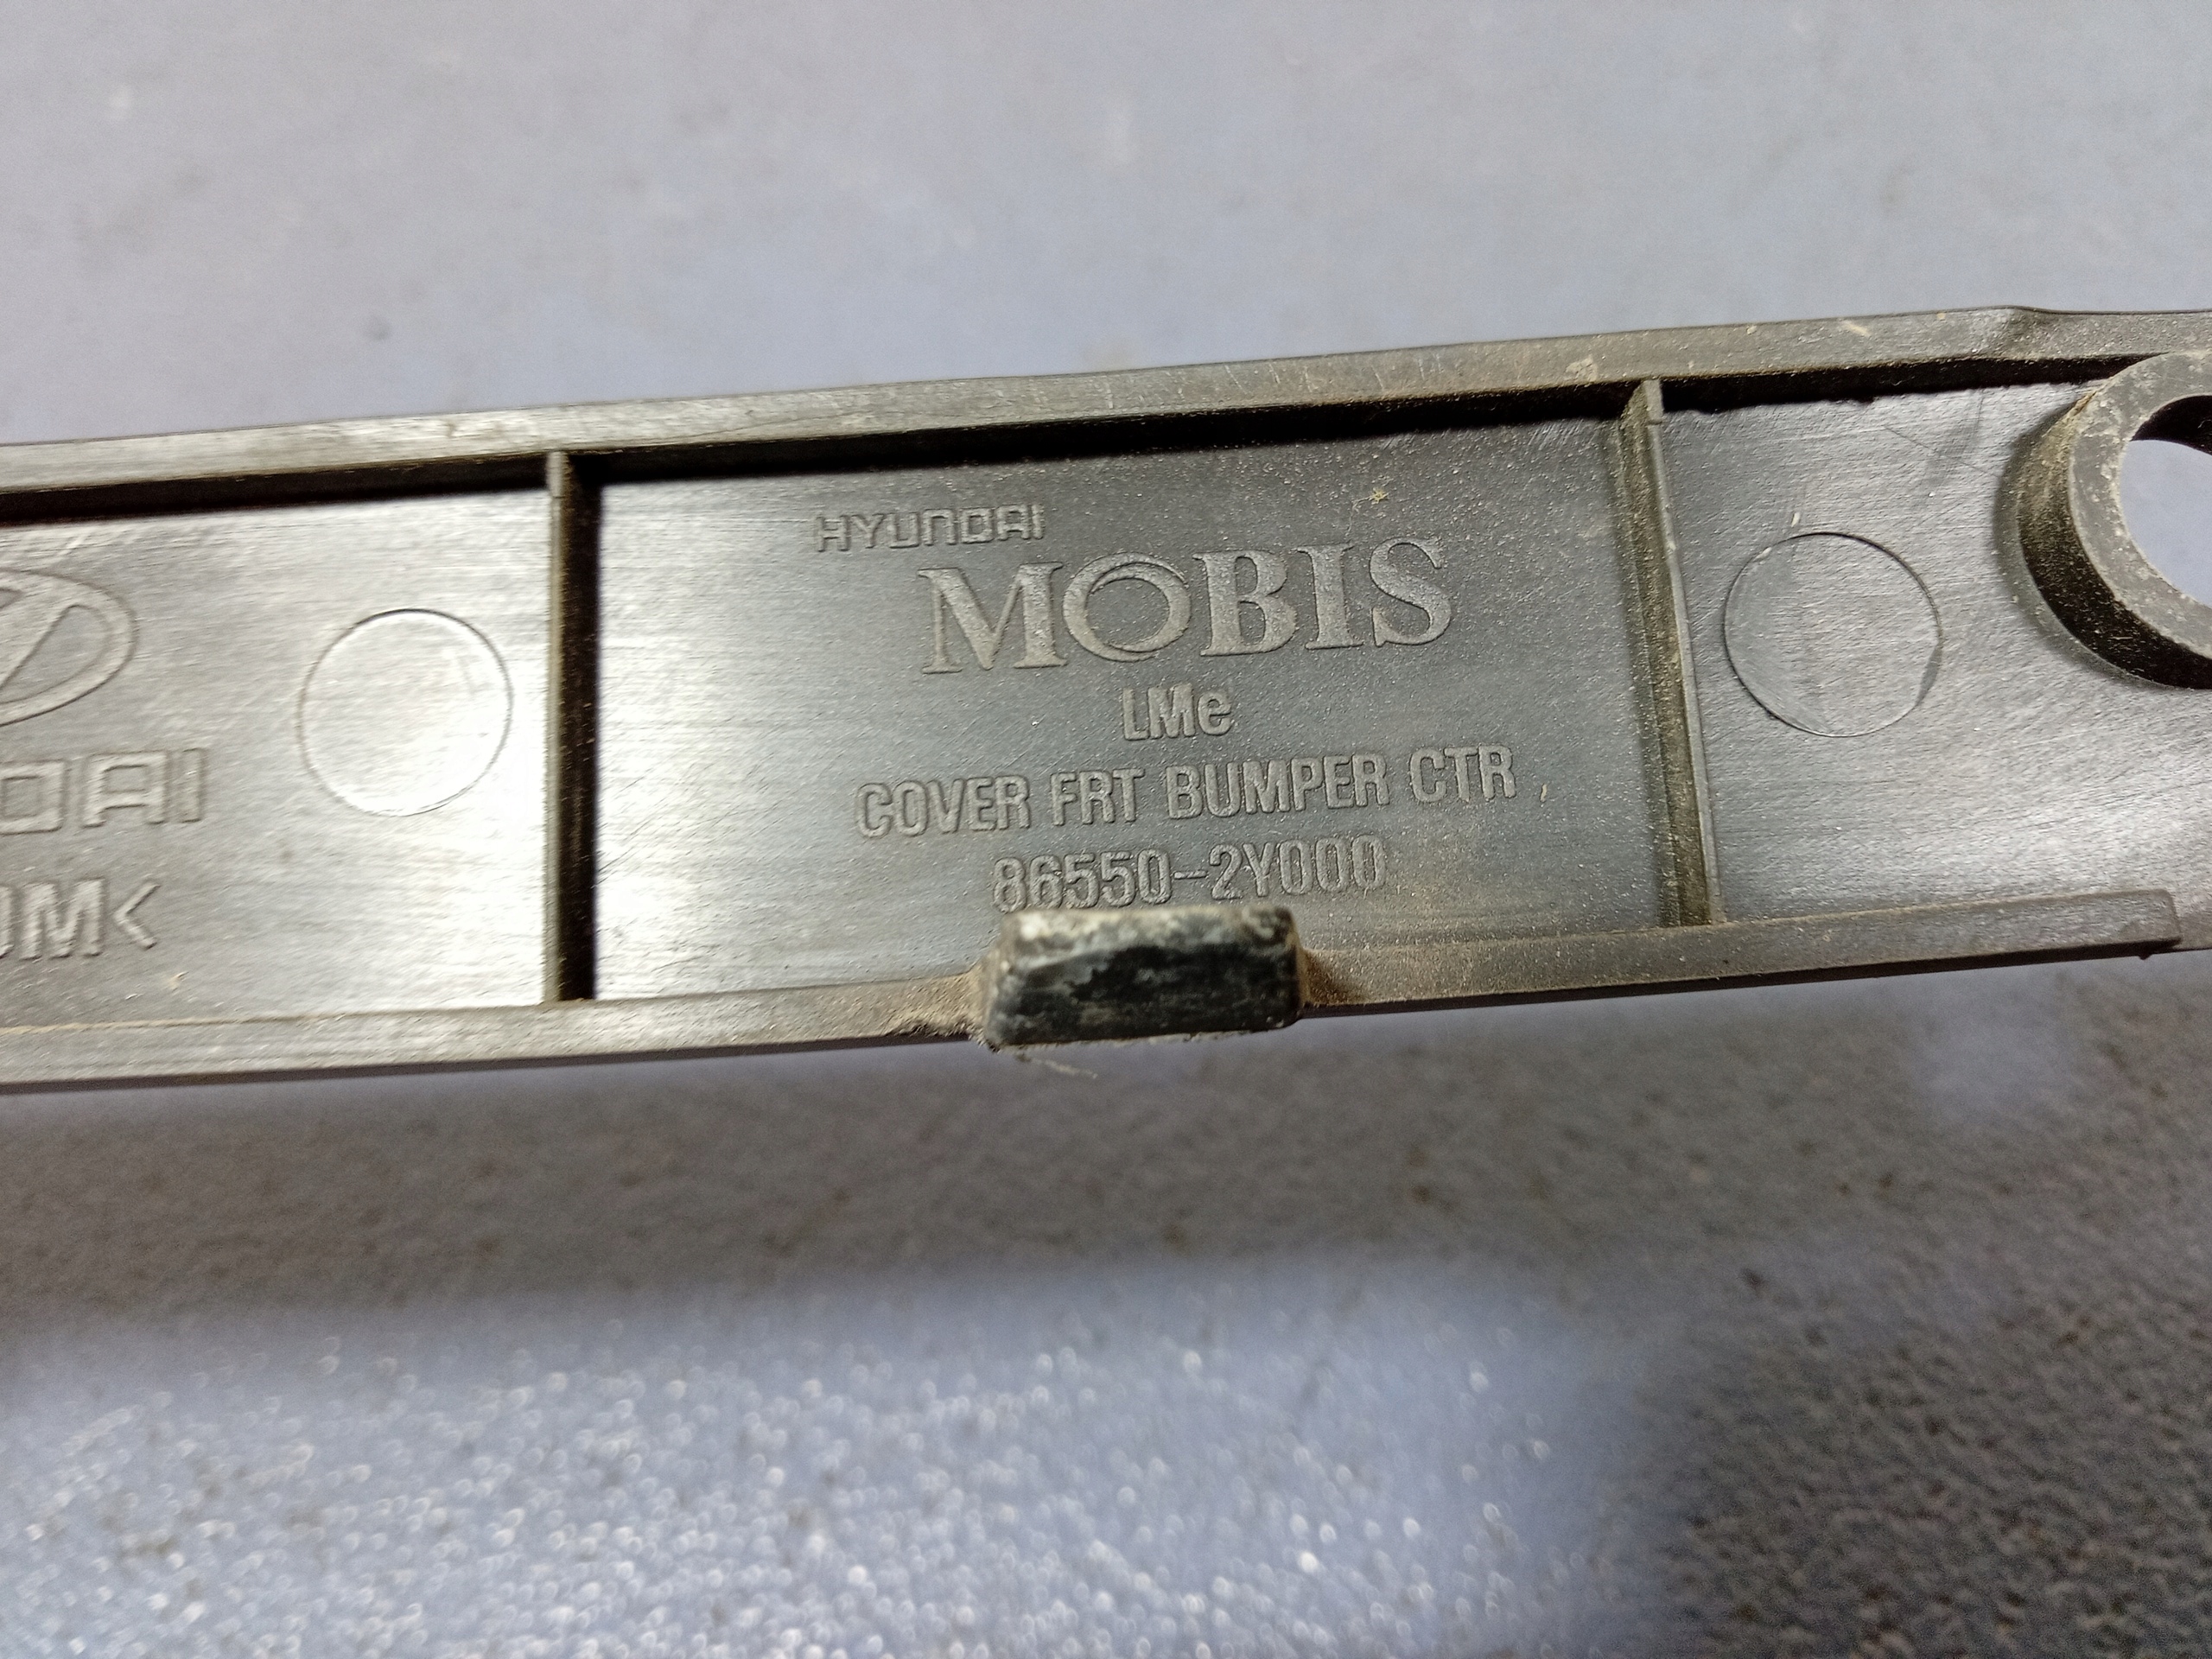 HYUNDAI
MOBIS
LMe
COVER FRT BUMPER CTR
86550-2Y000